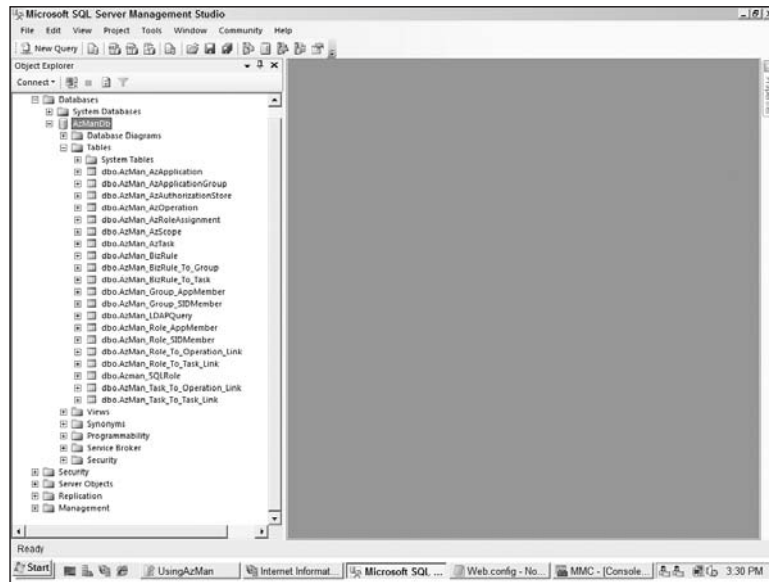 Microsoft SQL Server Management Studio
File Edit View Project Tools Window Community Help
New Query
Object Explorer
Connect
Databases
System Databases
AzManDb
Database Diagrams
Tables
System Tables
dbo.AzMan_AzApplication
dbo.AzMan_AzApplicationGroup
dbo.AzMan_AzAuthorizationStore
dbo.AzMan_AzOperation
dbo.AzMan_AzRoleAssignment
dbo.AzMan_AzScope
dbo.AzMan_AzTask
dbo.AzMan_BizRule
dbo.AzMan_BizRule_To_Group
dbo.AzMan_BizRule_To_Task
dbo.AzMan_Group_AppMember
dbo.AzMan_Group_SIDMember
dbo.AzMan_LDAPQuery
dbo.AzMan_Role_AppMember
dbo.AzMan_Role_SIDMember
dbo.AzMan_Role_To_Operation_Link
dbo.AzMan_Role_To_Task_Link
dbo.Azman_SQLRole
dbo.AzMan_Task_To_Operation_Link
dbo.AzMan_Task_To_Task_Link
Views
Synonyms
Programmability
Service Broker
Security
Security
Server Objects
Replication
Management
Ready
Start UsingAzMan Internet Informat... Microsoft SQL ... Web.config - No... MMC - [Console... 3:30 PM